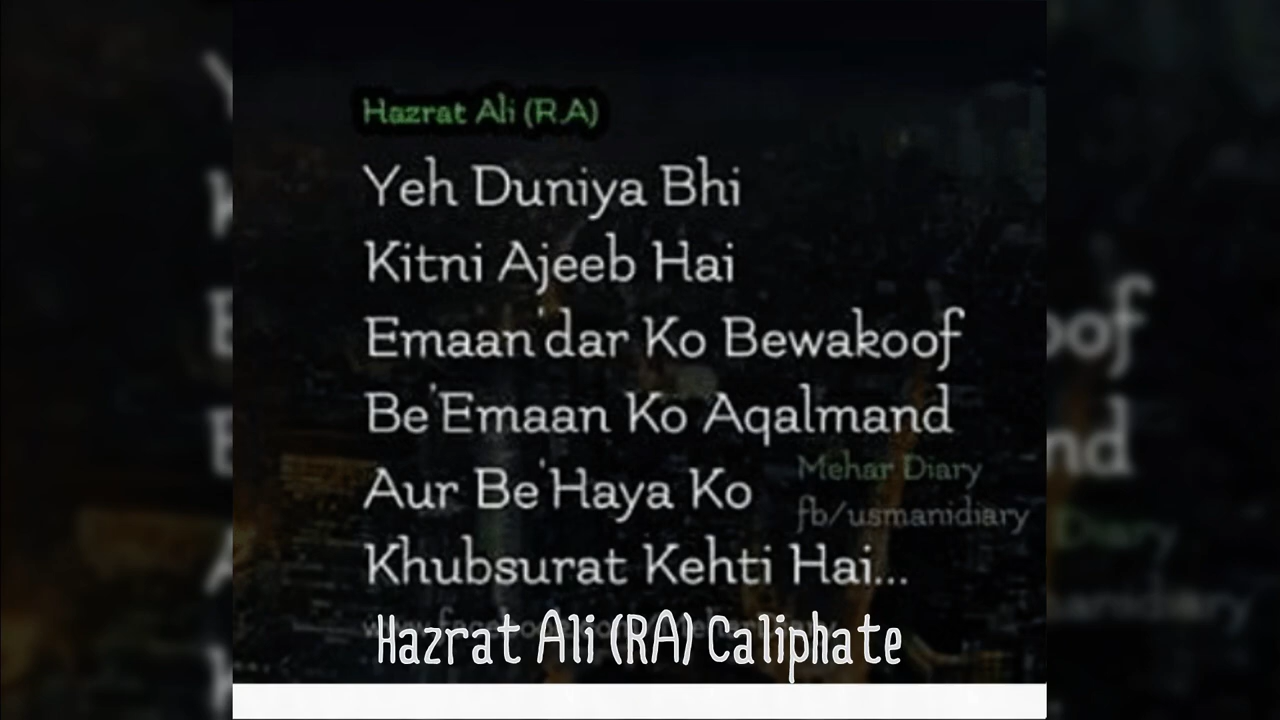 Hazrat Ali (R.A)
Yeh Duniya Bhi
Kitni Ajeeb Hai
Emaan'dar Ko Bewakoof
Be'Emaan Ko Aqalmand
Mehar Diary
Aur Be'Haya Ko
fb/usmanidiary
Khubsurat Kehti Hai...
Hazrat Ali (RA) Caliphate